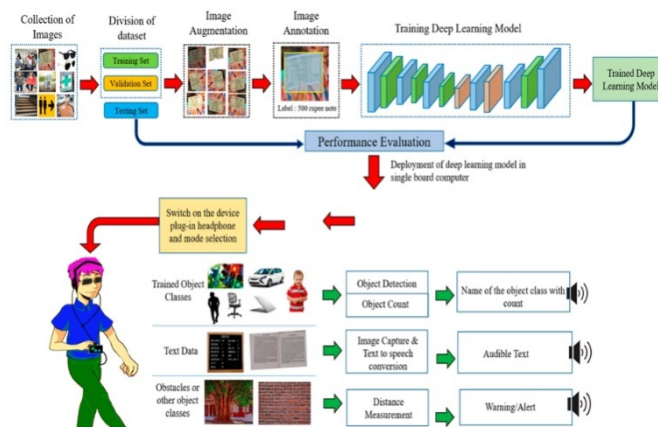 Collection of
Images
Division of
dataset
Image
Augmentation
Image
Annotation
Training Deep Learning Model
Training Set
Validation Set
Testing Set
Label : 500 rupee note
Trained Deep
Learning Model
Performance Evaluation
Deployment of deep learning model in
single board computer
Switch on the device
plug-in headphone
and mode selection
Trained Object
Classes
Object Detection
Object Count
Name of the object class with
count
Text Data
Image Capture &
Text to speech
conversion
Audible Text
Obstacles or
other object
classes
Distance
Measurement
Warning/Alert